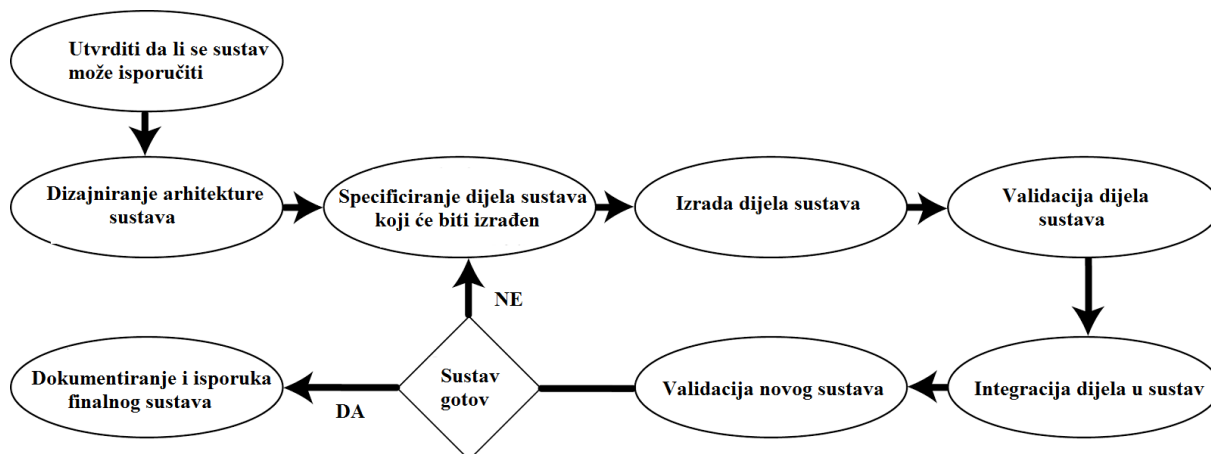 Utvrditi da li se sustav
može isporučiti
Dizajniranje arhitekture
sustava
Specificiranje dijela sustava
koji će biti izrađen
Izrada dijela sustava
Validacija dijela
sustava
NE
Dokumentiranje i isporuka
finalnog sustava
DA
Sustav
gotov
Validacija novog sustava
Integracija dijela u sustav